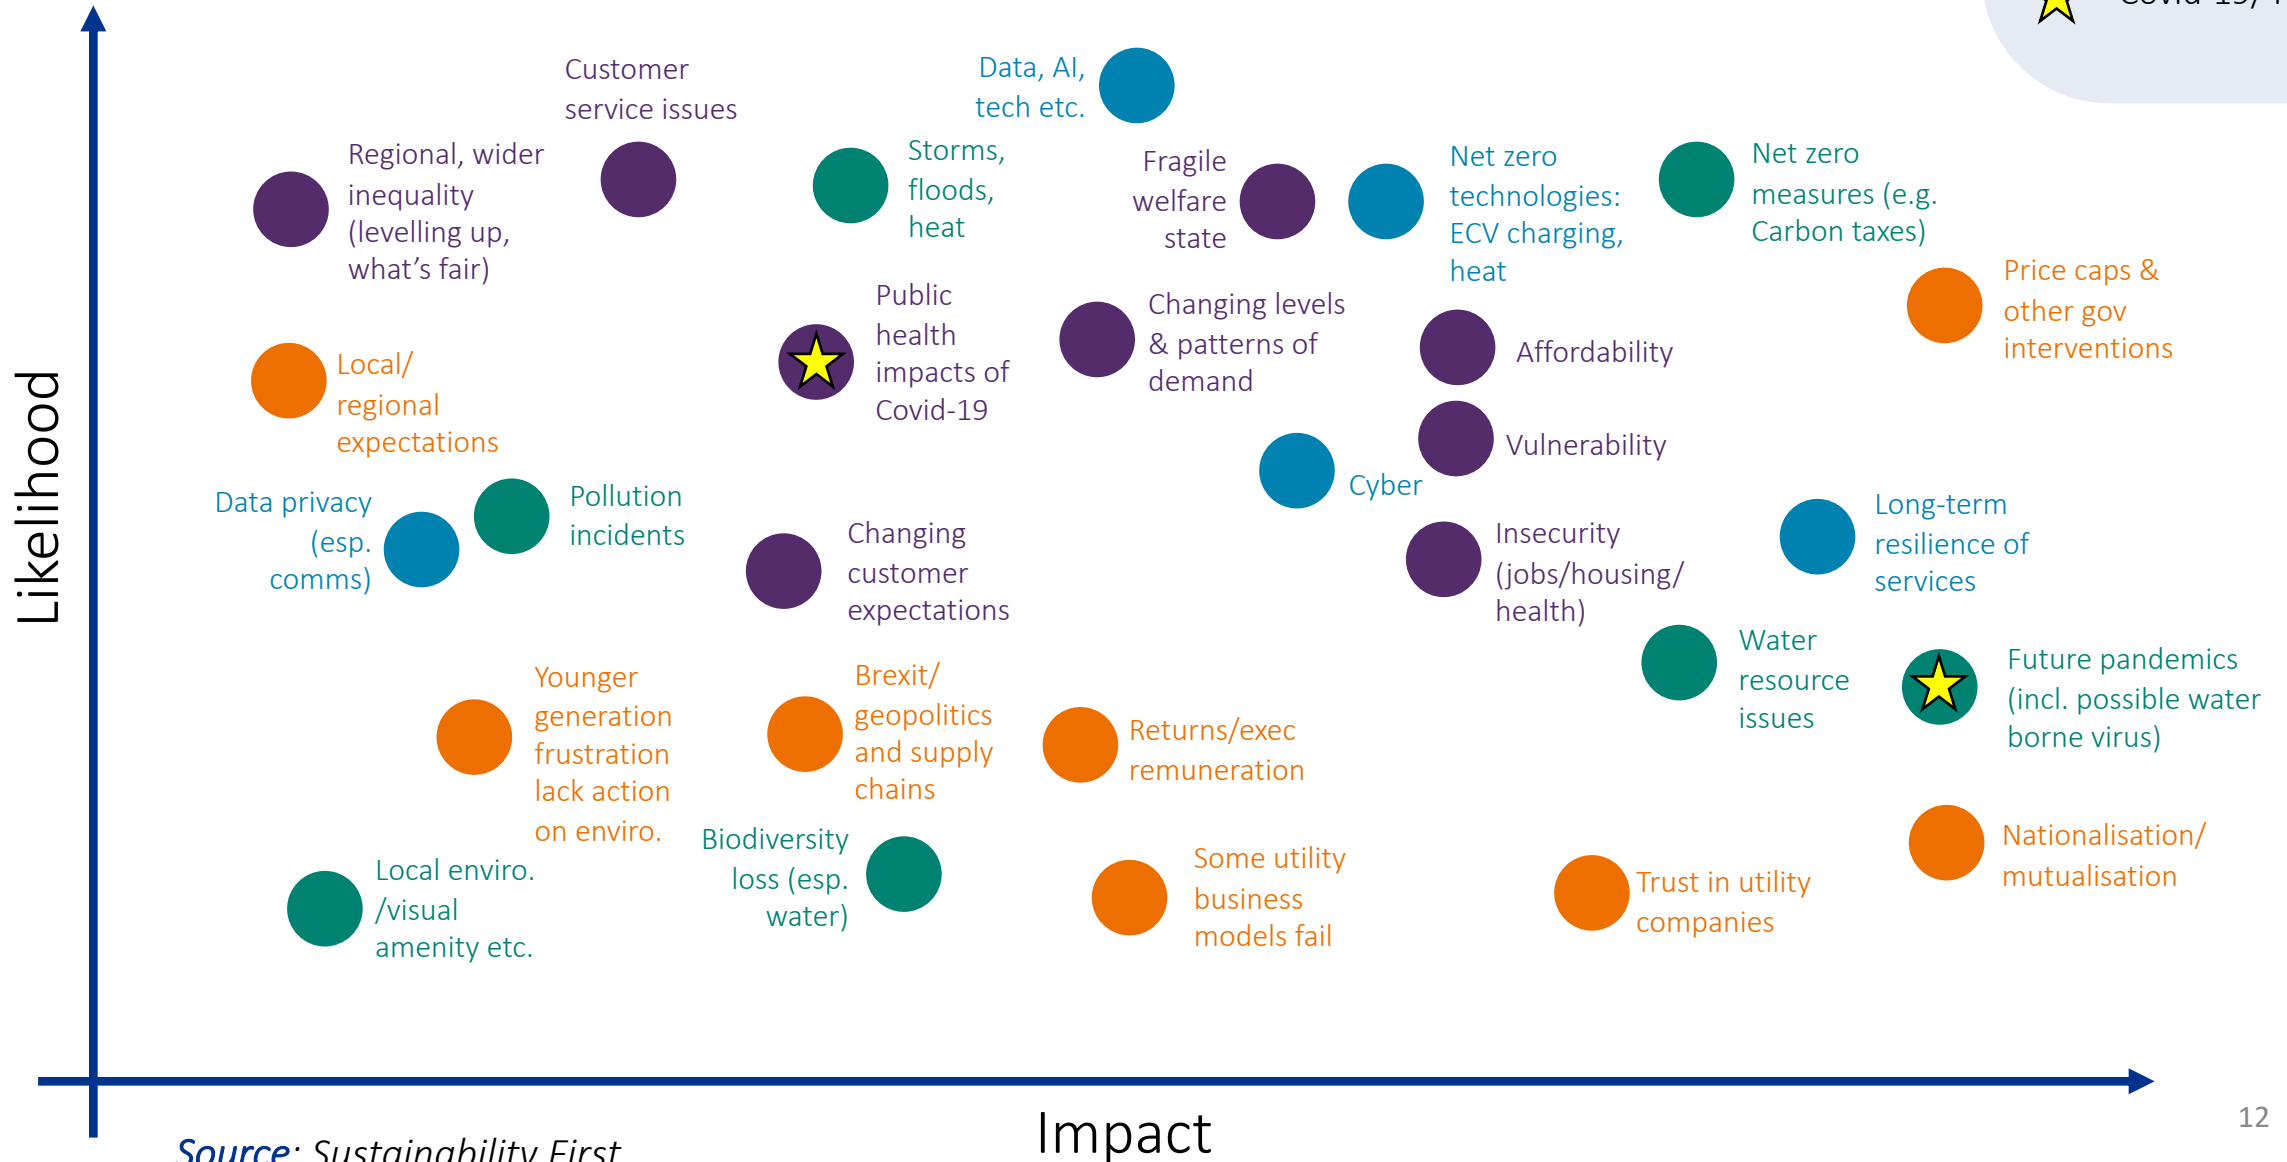 Customer
service issues
Data, AI,
tech etc.
Regional, wider
inequality
(levelling up,
what's fair)
Storms,
floods,
heat
Fragile
welfare
state
Net zero
technologies:
ECV charging,
heat
Net zero
measures (e.g.
Carbon taxes)
Price caps &
other gov
interventions
Public
health
impacts of
Covid-19
Changing levels
& patterns of
demand
Affordability
Local/
regional
expectations
Vulnerability
Cyber
Likelihood
Data privacy
(esp.
comms)
Pollution
incidents
Changing
customer
expectations
Insecurity
(jobs/housing/
health)
Long-term
resilience of
services
Water
resource
issues
Future pandemics
(incl. possible water
borne virus)
Younger
generation
frustration
lack action
on enviro.
Brexit/
geopolitics
and supply
chains
Returns/exec
remuneration
Biodiversity
loss (esp.
water)
Some utility
business
models fail
Trust in utility
companies
Nationalisation/
mutualisation
Local enviro.
/visual
amenity etc.
Impact
12
Source: Sustainability First